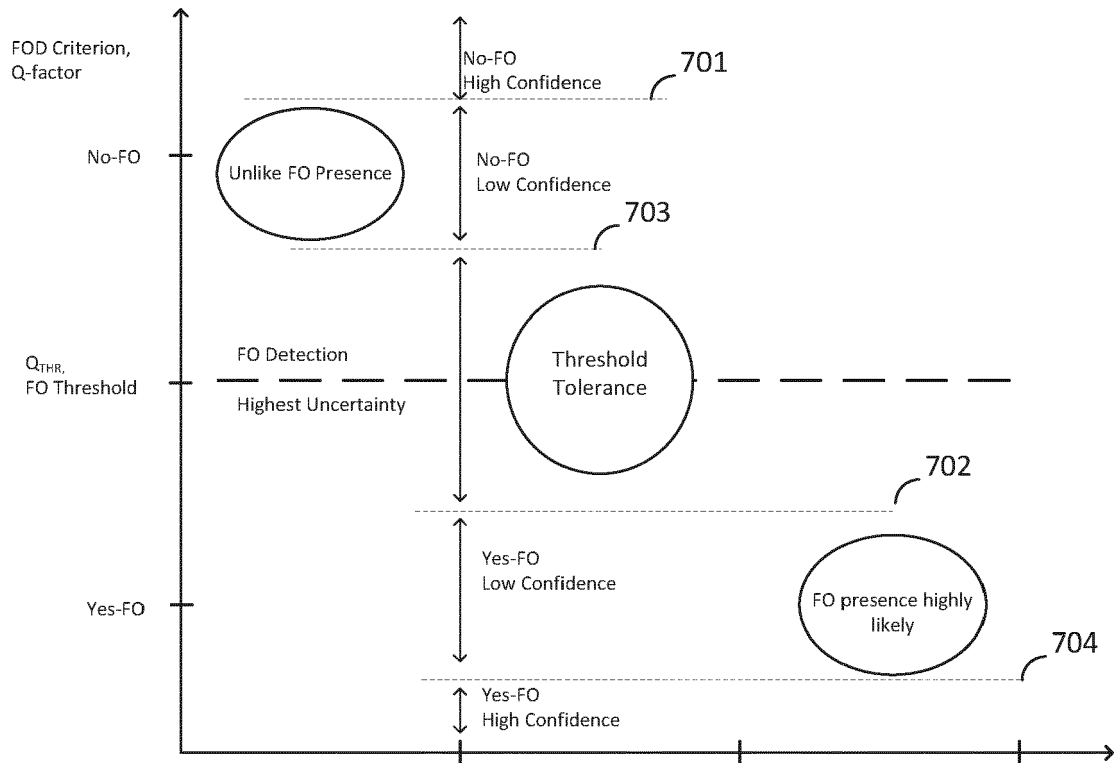 FOD Criterion,
Q-factor
No-FO
High Confidence
701
No-FO
Unlike FO Presence
No-FO
Low Confidence
703
FO Detection
Threshold
Tolerance
QTHR,
FO Threshold
Highest Uncertainty
702
Yes-FO
Low Confidence
Yes-FO
FO presence highly
likely
704
Yes-FO
High Confidence